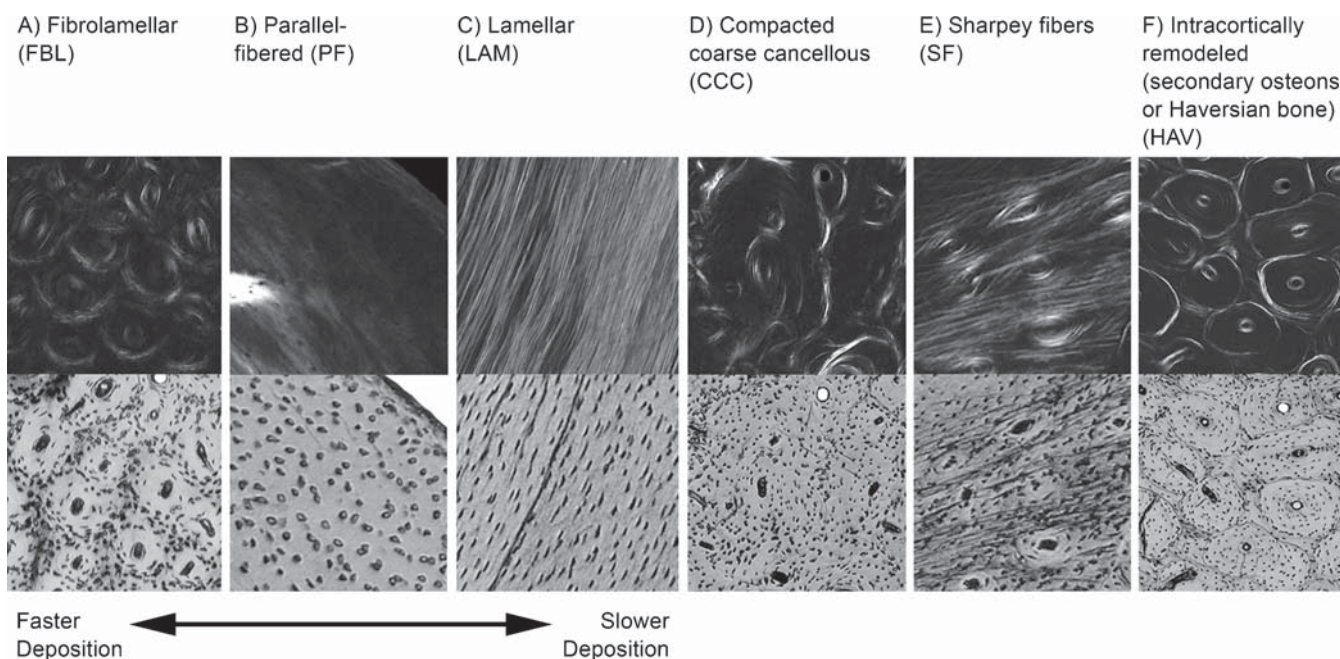 A) Fibrolamellar
(FBL)
B) Parallel-
fibered (PF)
C) Lamellar
(LAM)
D) Compacted
coarse cancellous
(CCC)
E) Sharpey fibers
(SF)
F) Intracortically
remodeled
(secondary osteons
or Haversian bone)
(HAV)
Faster
Deposition
Slower
Deposition